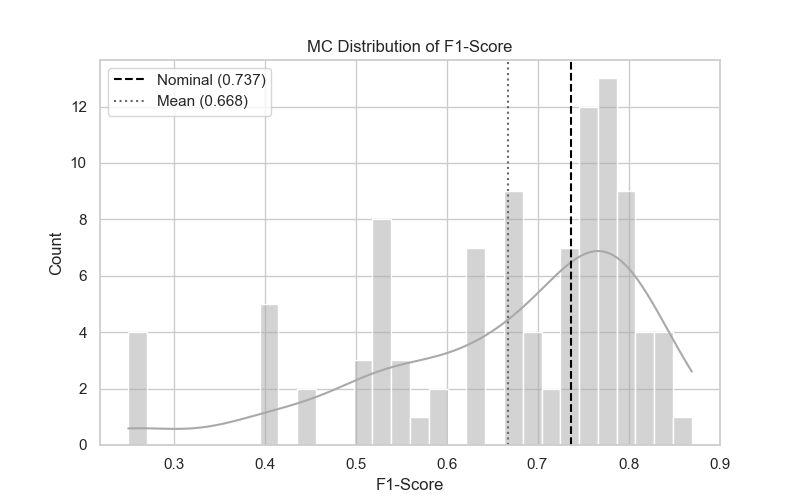 MC Distribution of F1-Score
Nominal (0.737)
Mean (0.668)
Count
12
10
8
6
4
2
0
0.3 0.4 0.5 0.6 0.7 0.8 0.9
F1-Score